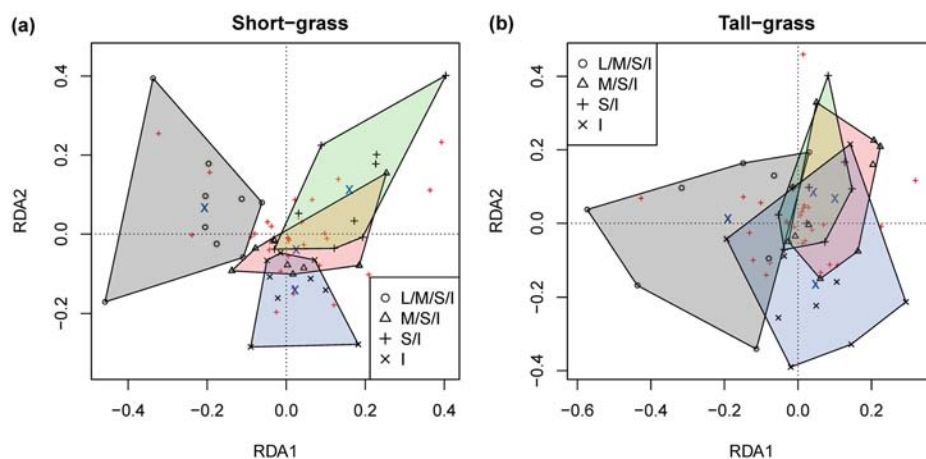 (a) Short−grass
RDA2
0.4
0.2
0.0
−0.2
−0.4 −0.2 0.0 0.2 0.4
RDA1
L/M/S/I
M/S/I
S/I
I
(b) Tall−grass
RDA2
0.4
0.2
0.0
−0.2
−0.4
−0.6 −0.4 −0.2 0.0 0.2
RDA1
L/M/S/I
M/S/I
S/I
I